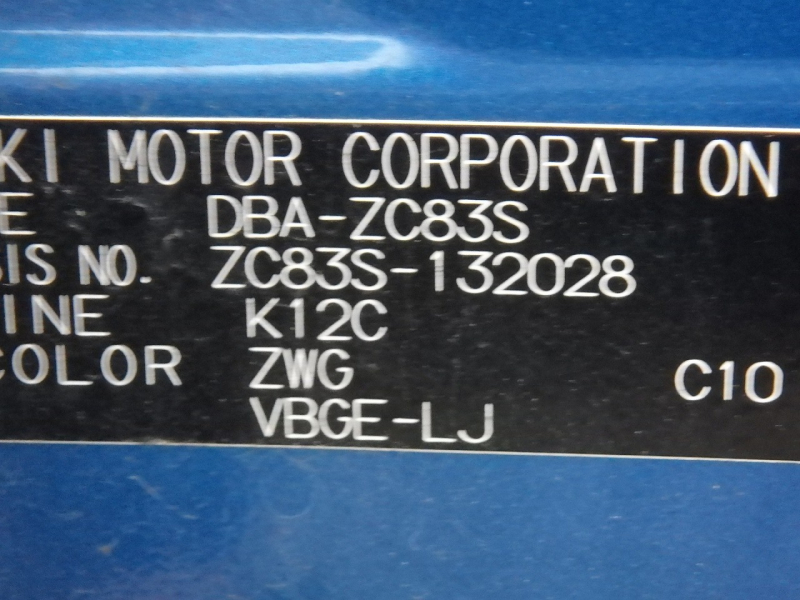 KI MOTOR CORPORATION
E DBA-ZC83S
SIS NO. ZC83S-132028
INE K12C
COLOR ZWG C10
VBGE-LJ